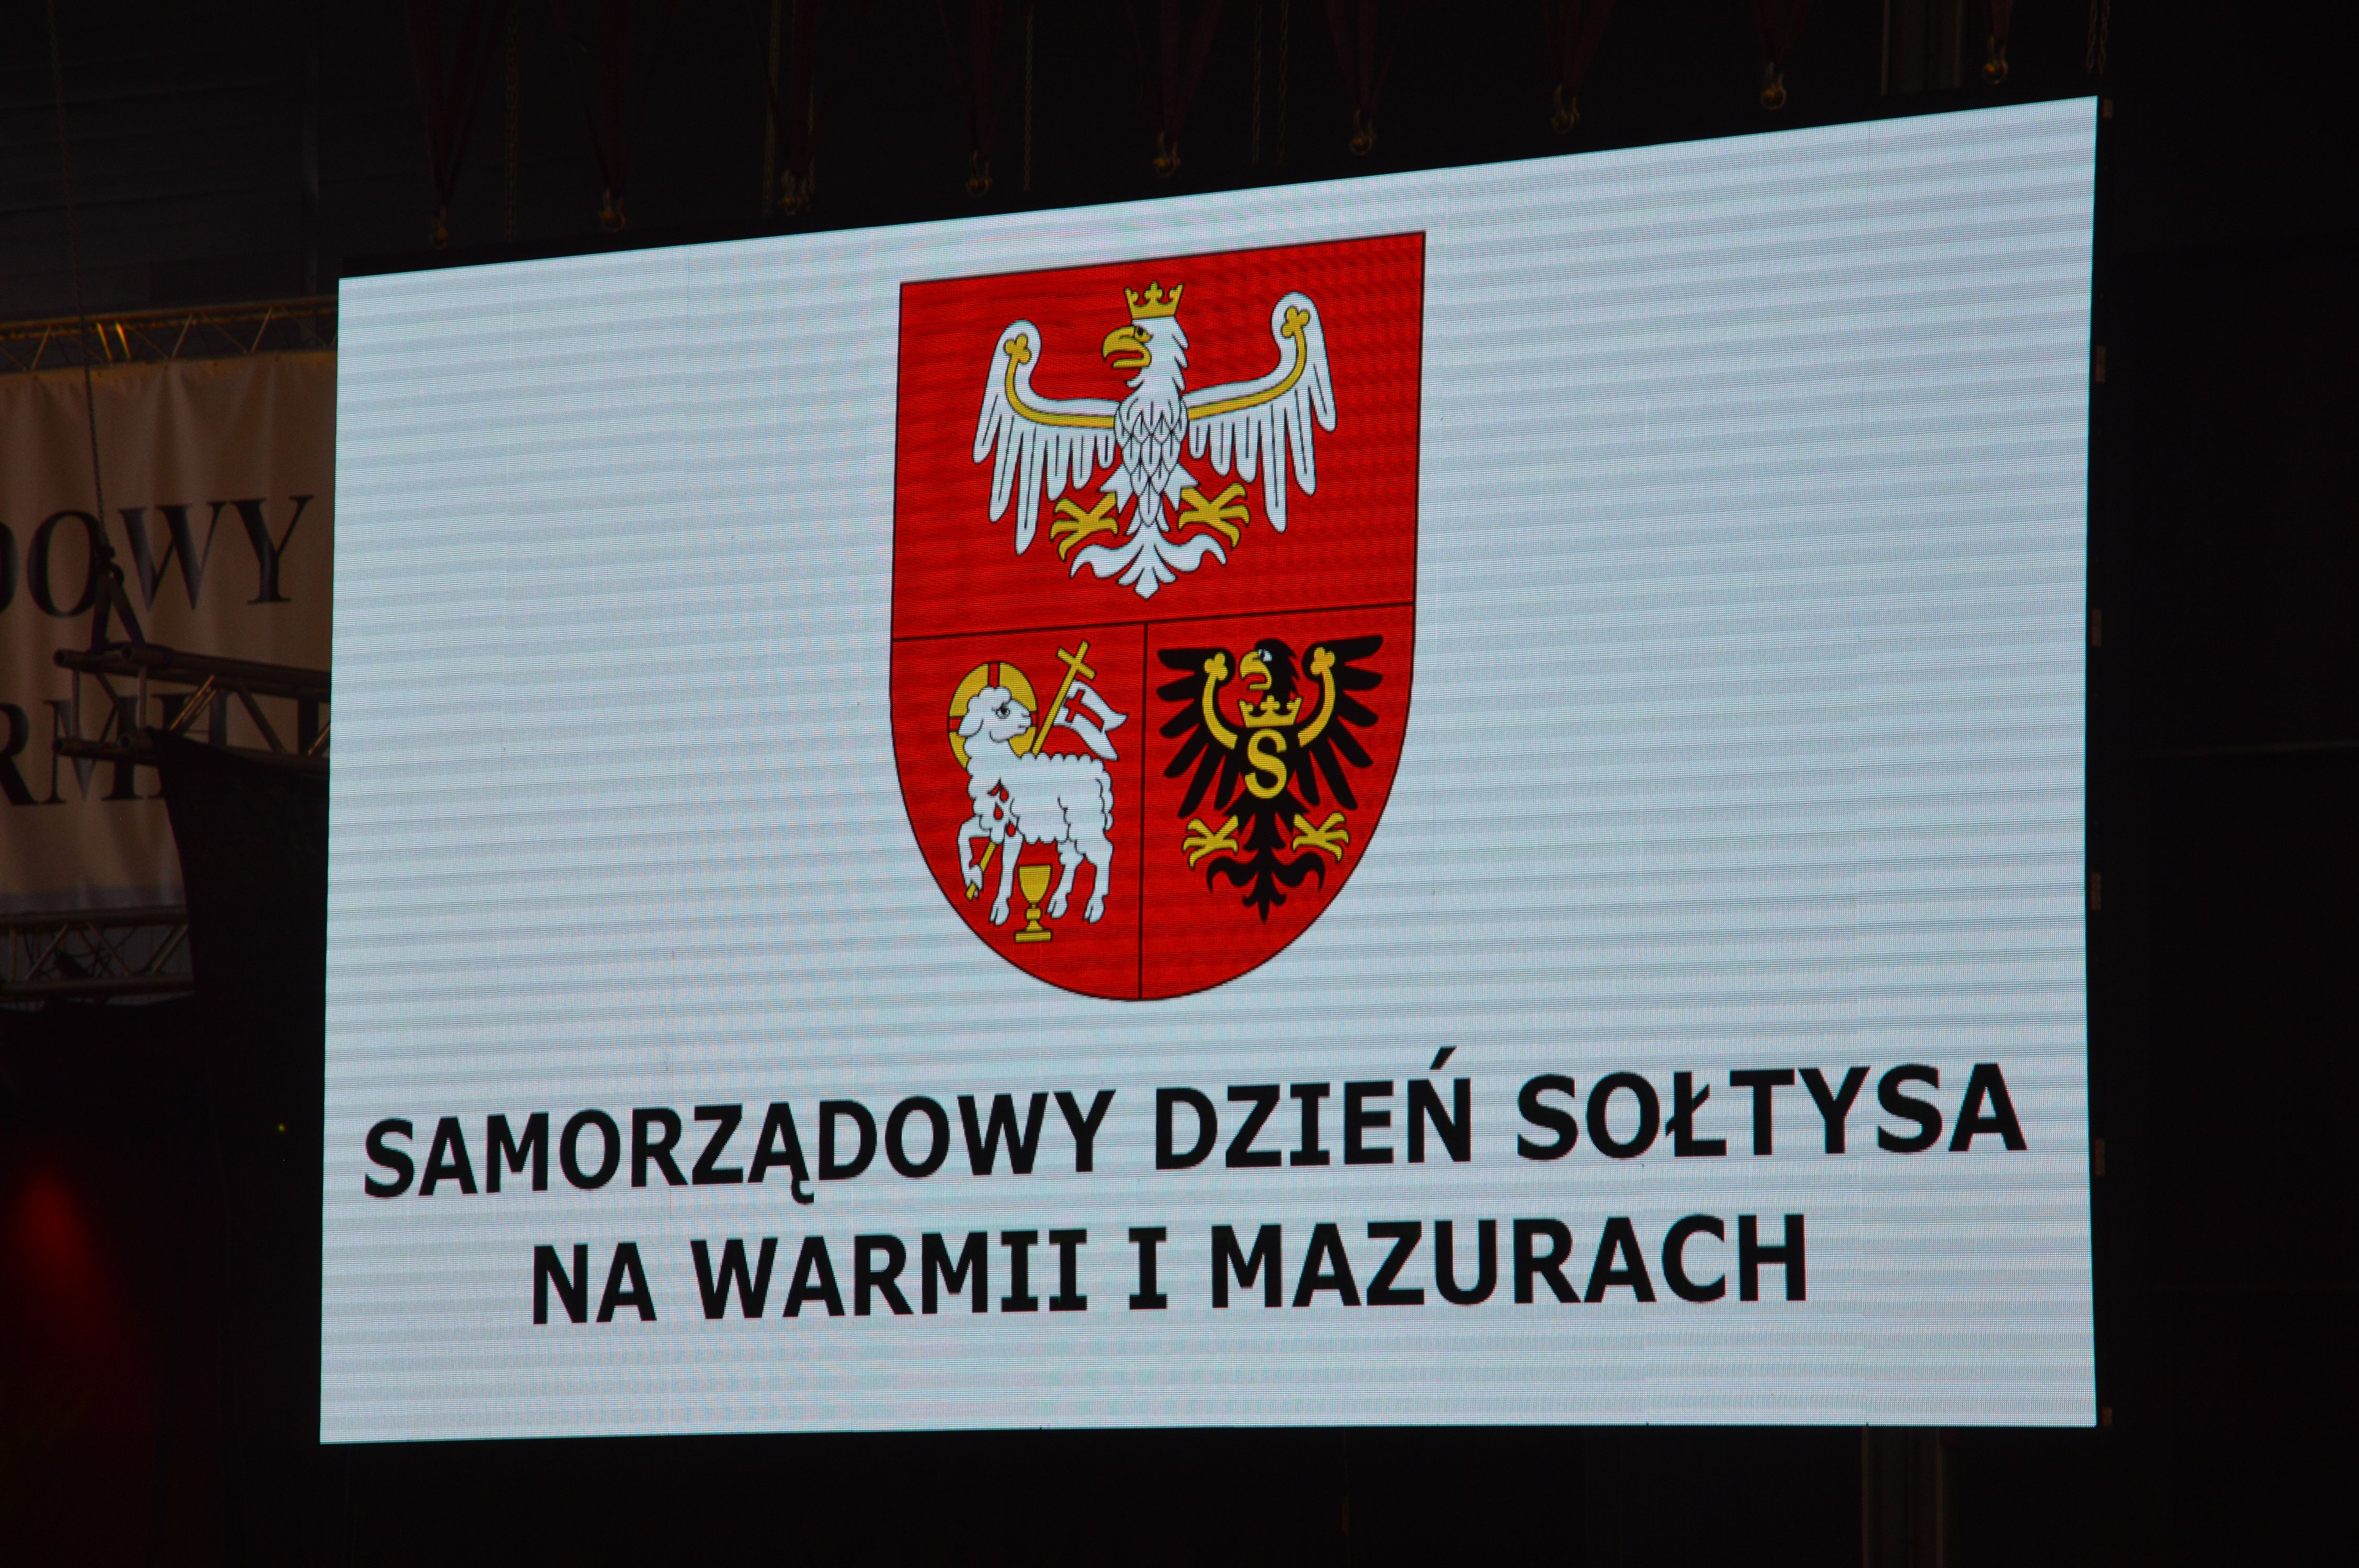 SAMORZĄDOWY DZIEŃ SOŁTYSA
NA WARMII I MAZURACH
S